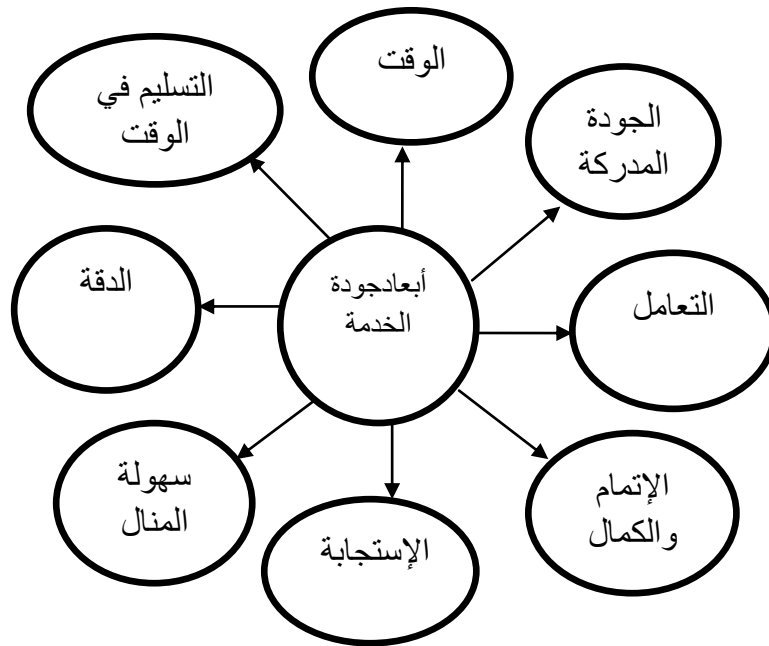 الوقت
التسليم في
الوقت
الجودة
المدركة
أبعادجودة
الخدمة
الدقة
التعامل
سهولة
المنال
الإتمام
والكمال
الإستجابة